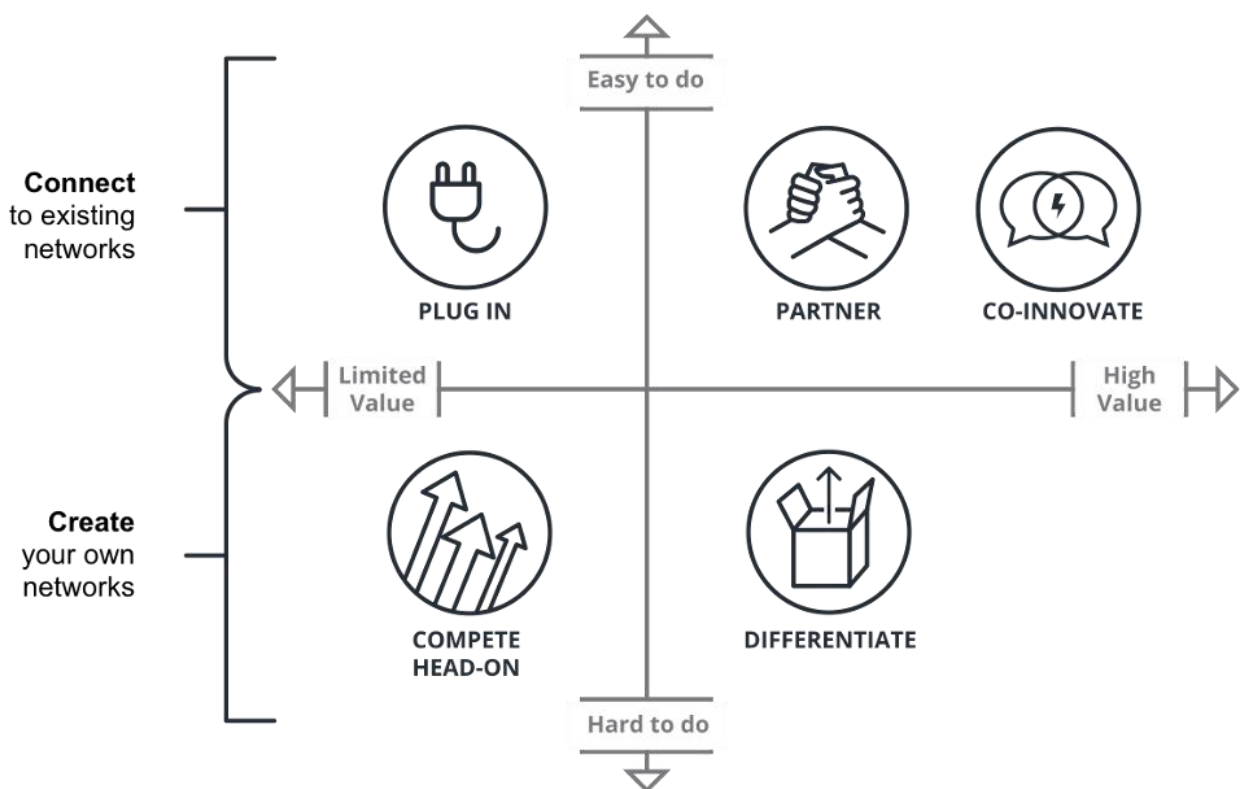 Easy to do
Connect
to existing
networks
PLUG IN
PARTNER
CO-INNOVATE
Limited
Value
High
Value
Create
your own
networks
COMPETE
HEAD-ON
DIFFERENTIATE
Hard to do